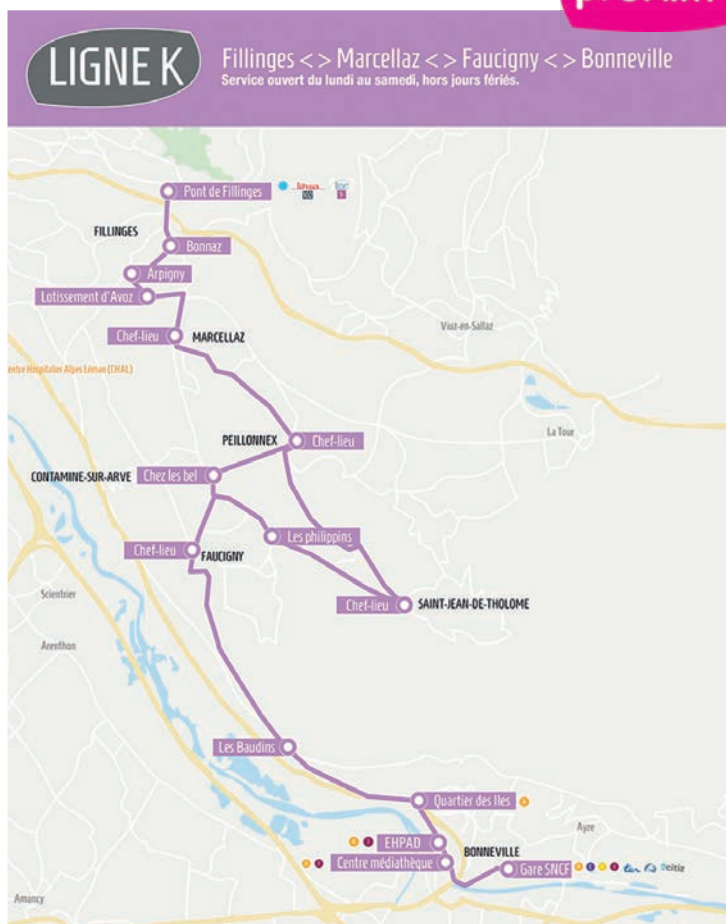 LIGNE K
Fillinges < > Marcellaz < > Faucigny < > Bonneville
Service ouvert du lundi au samedi, hors jours fériés.
Pont de Fillinges
FILLINGES
Bonnaz
Arpigny
Lotissement d'Avoz
Chef-lieu
MARCELLAZ
Viuz-en-Sallaz
Centre Hospitalier Alpes Léman (CHAL)
La Tour
PEILLONNEX
Chef-lieu
CONTAMINE-SUR-ARVE
Chez les bel
Les philippins
Chef-lieu
FAUCIGNY
Scientrier
Chef-lieu
SAINT-JEAN-DE-THOLOME
Arenthon
Les Baudins
Quartier des Iles
Ayze
EHPAD
BONNEVILLE
Centre médiathèque
Gare SNCF
citiz
Amancy